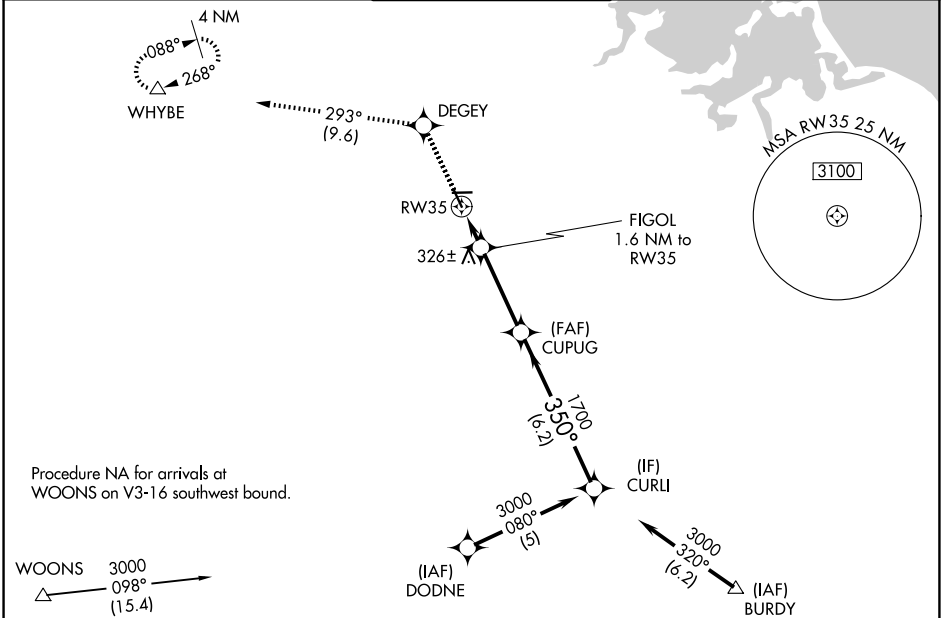 4 NM
088°
268°
WHYBE
293°
(9.6)
DEGEY
MSA RW35 25 NM
3100
RW35
FIGOL
1.6 NM to
RW35
326±
(FAF)
CUPUG
1700
350°
(6.2)
Procedure NA for arrivals at
WOONS on V3-16 southwest bound.
(IF)
CURLI
3000
080°
(5)
(IAF)
DODNE
3000
320°
(6.2)
(IAF)
BURDY
WOONS
3000
098°
(15.4)